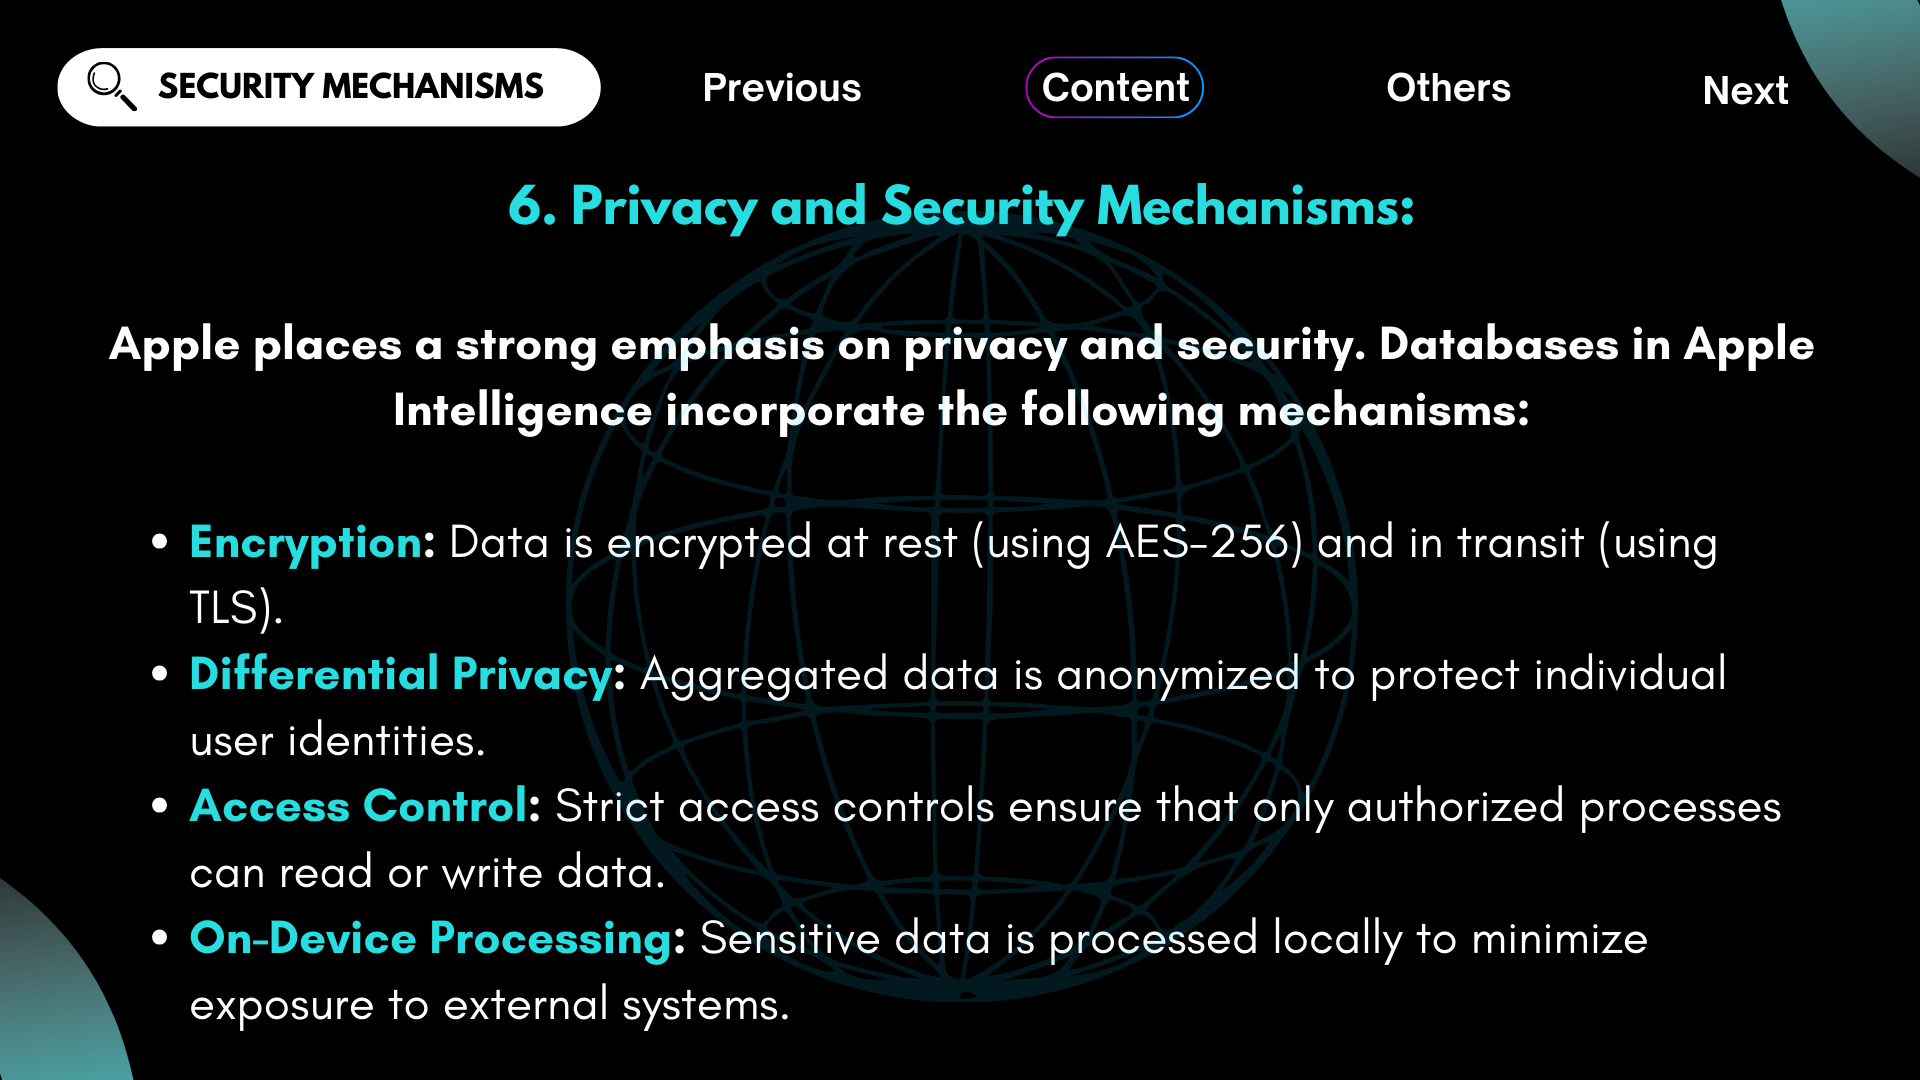 SECURITY MECHANISMS
Previous
Content
Others
Next
6. Privacy and Security Mechanisms:
Apple places a strong emphasis on privacy and security. Databases in Apple
Intelligence incorporate the following mechanisms:
• Encryption: Data is encrypted at rest (using AES-256) and in transit (using
TLS).
• Differential Privacy: Aggregated data is anonymized to protect individual
user identities.
• Access Control: Strict access controls ensure that only authorized processes
can read or write data.
• On-Device Processing: Sensitive data is processed locally to minimize
exposure to external systems.